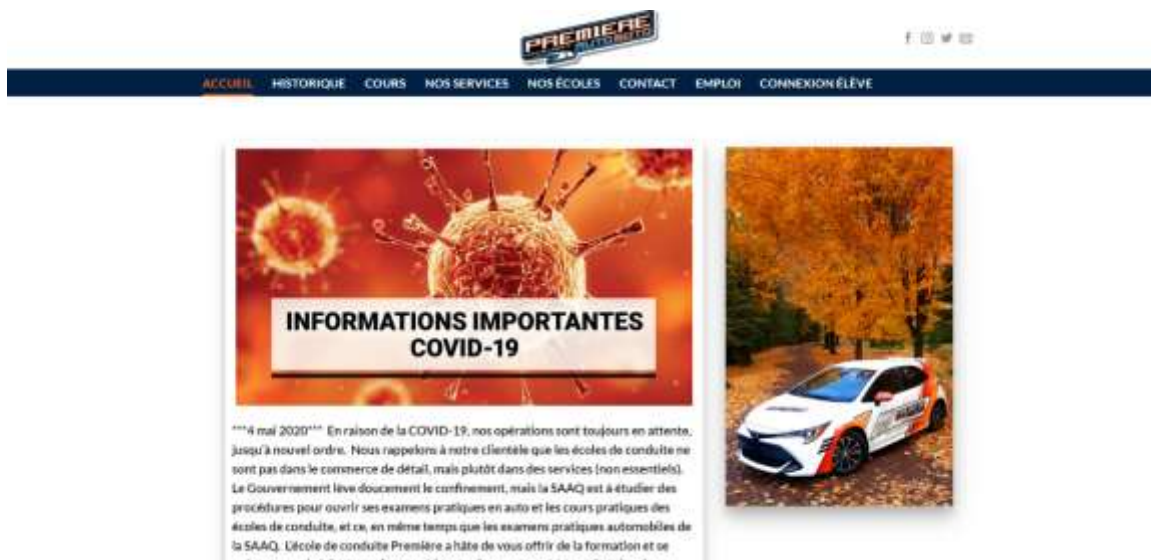 PREMIERE
AUTO MOTO
ACCUEIL HISTORIQUE COURS NOS SERVICES NOS ÉCOLES CONTACT EMPLOI CONNEXION ÉLÈVE
INFORMATIONS IMPORTANTES
COVID-19
***4 mai 2020*** En raison de la COVID-19, nos opérations sont toujours en attente,
jusqu'à nouvel ordre. Nous rappelons à notre clientèle que les écoles de conduite ne
sont pas dans le commerce de détail, mais plutôt dans des services (non essentiels).
Le Gouvernement lève doucement le confinement, mais la SAAQ est à étudier des
procédures pour ouvrir ses examens pratiques en auto et les cours pratiques des
écoles de conduite, et ce, en même temps que les examens pratiques automobiles de
la SAAQ. L'école de conduite Première a hâte de vous offrir de la formation et se